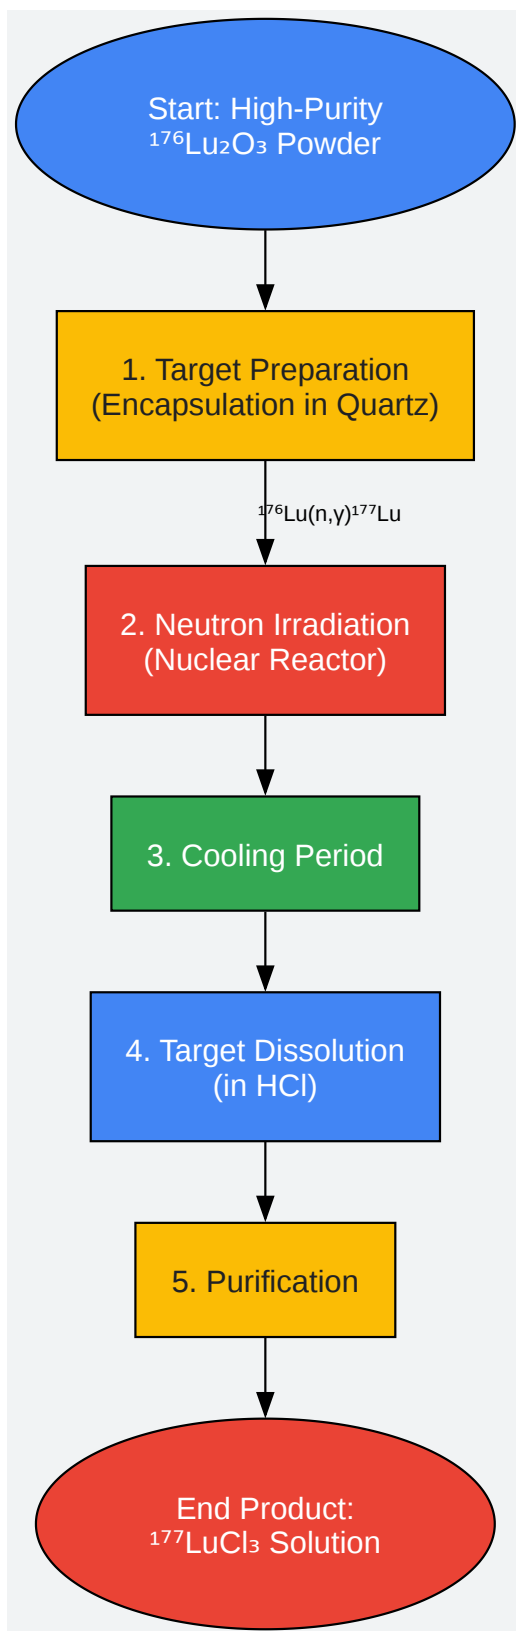 Start: High-Purity
¹⁷⁶Lu₂O₃ Powder
1. Target Preparation
(Encapsulation in Quartz)
¹⁷⁶Lu(n,γ)¹⁷⁷Lu
2. Neutron Irradiation
(Nuclear Reactor)
3. Cooling Period
4. Target Dissolution
(in HCl)
5. Purification
End Product:
¹⁷⁷LuCl₃ Solution